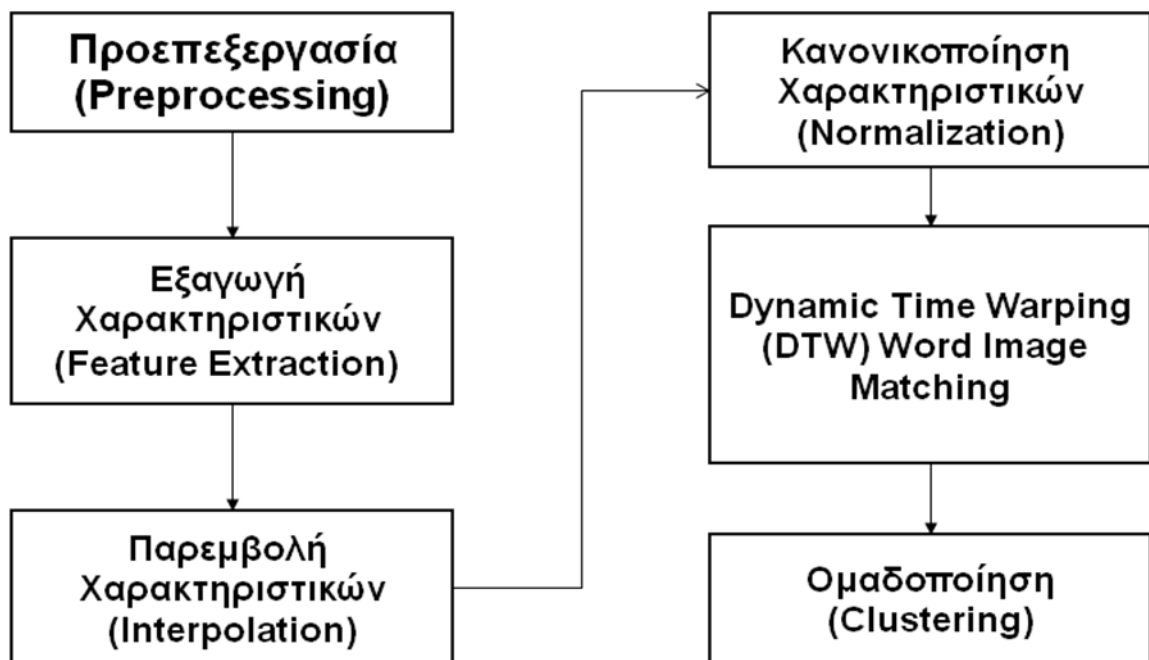 Προεπεξεργασία
(Preprocessing)
Εξαγωγή
Χαρακτηριστικών
(Feature Extraction)
Παρεμβολή
Χαρακτηριστικών
(Interpolation)
Κανονικοποίηση
Χαρακτηριστικών
(Normalization)
Dynamic Time Warping
(DTW) Word Image
Matching
Ομαδοποίηση
(Clustering)